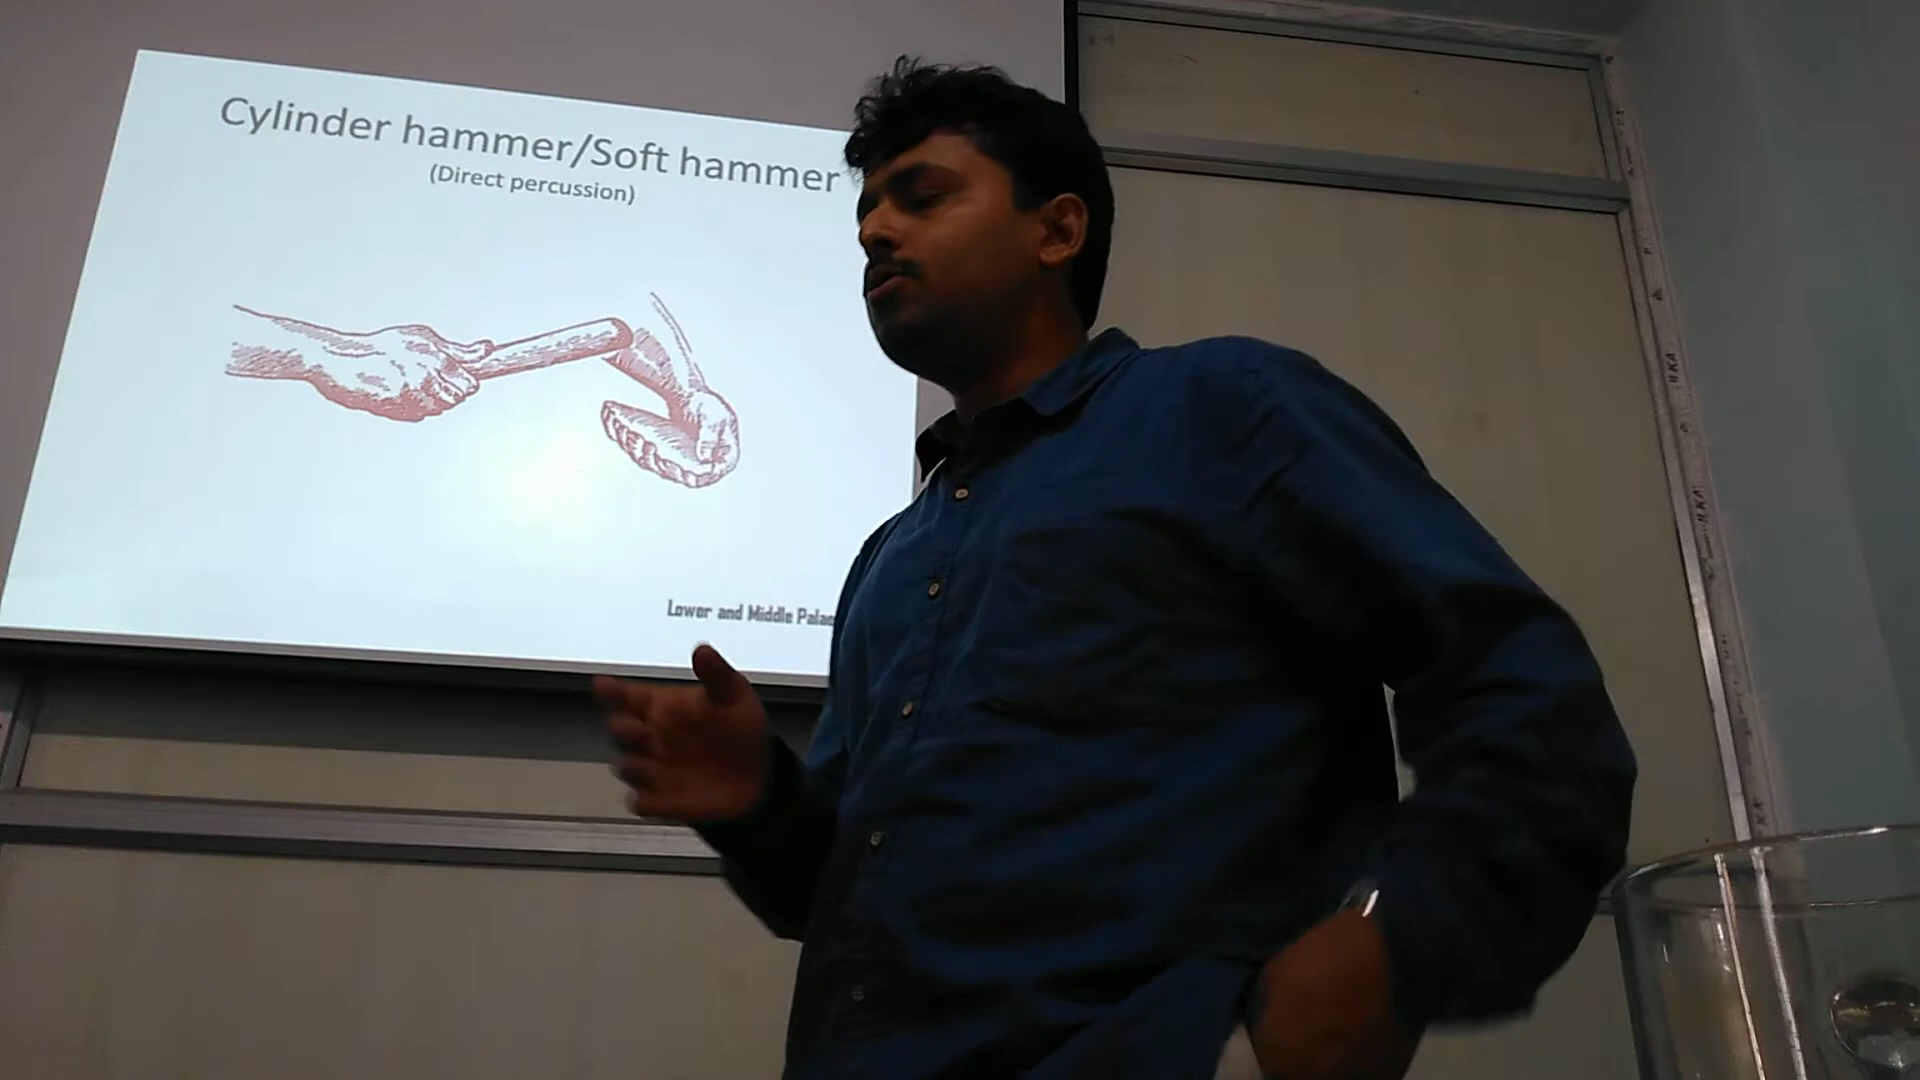 Cylinder hammer/Soft hammer
(Direct percussion)
Lower and Middle